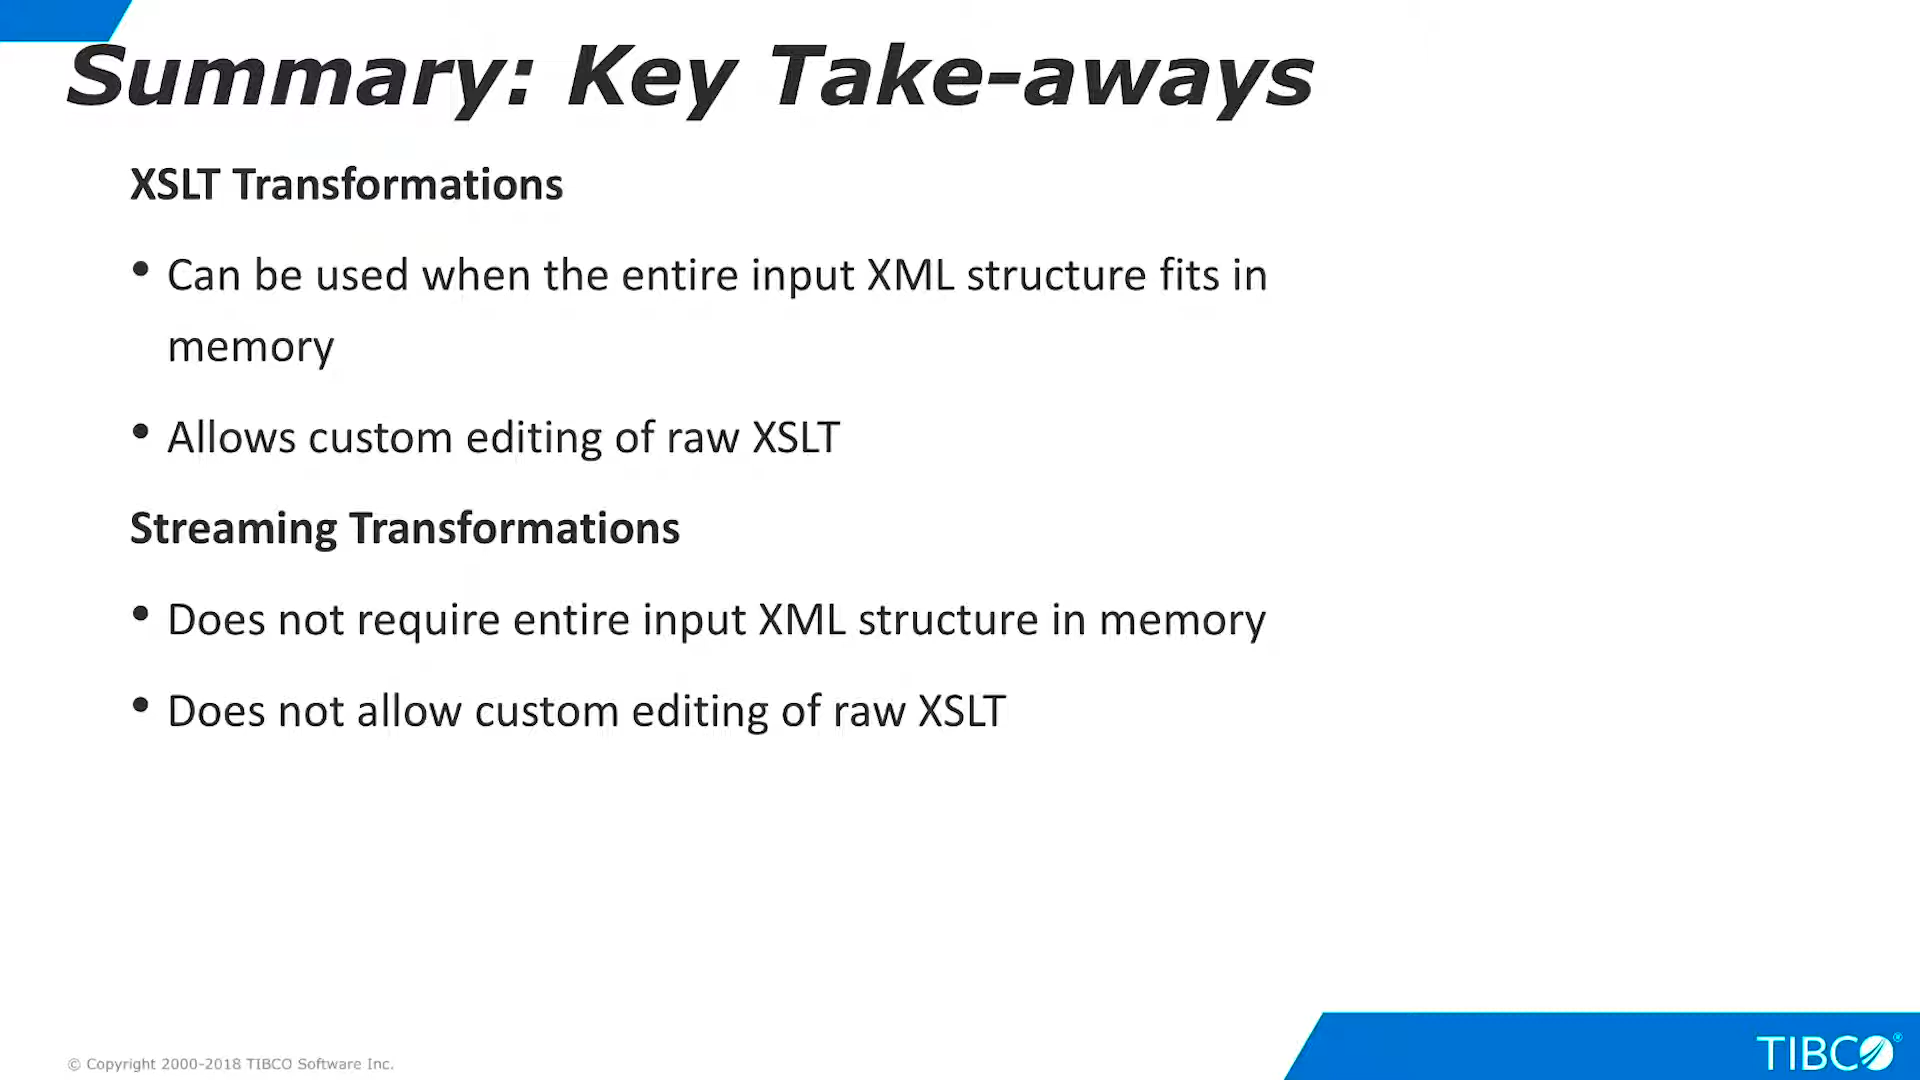 Summary: Key Take-aways
XSLT Transformations
• Can be used when the entire input XML structure fits in
memory
• Allows custom editing of raw XSLT
Streaming Transformations
• Does not require entire input XML structure in memory
• Does not allow custom editing of raw XSLT
© Copyright 2000-2018 TIBCO Software Inc.
TIBCO®